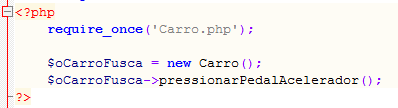 <?php
require_once('Carro.php');
$oCarroFusca = new Carro();
$oCarroFusca->pressionarPedalAcelerador();
?>